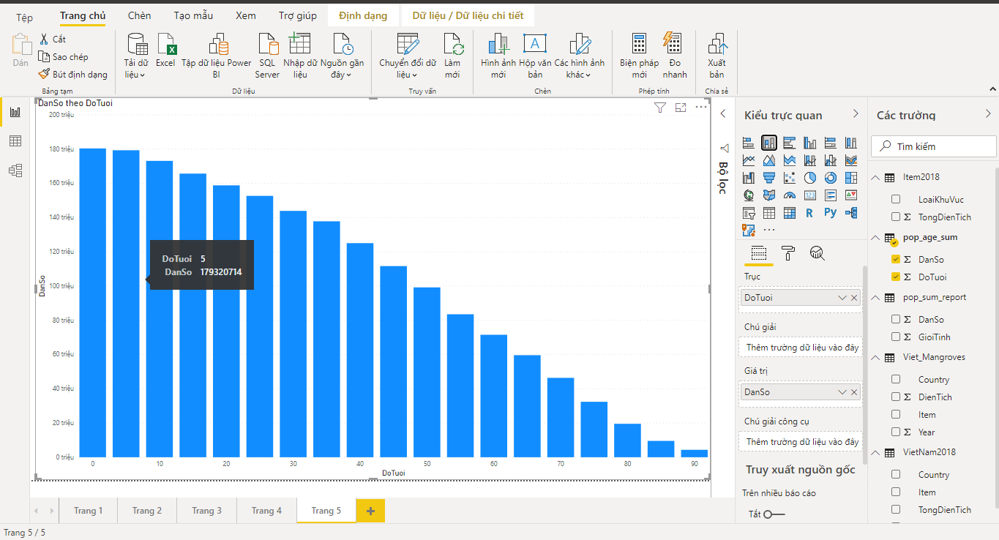 Tệp
Trang chủ
Chèn
Tạo mẫu
Xem
Trợ giúp
Định dạng
Dữ liệu / Dữ liệu chi tiết
Dán
Cắt
Sao chép
Bút định dạng
Bảng tạm
Tải dữ
liệu
Excel
Tập dữ liệu Power
BI
SQL
Server
Nhập dữ
liệu
Nguồn gần
đây
Dữ liệu
Chuyển đổi dữ
liệu
Làm
mới
Truy vấn
Hình ảnh
mới
Hộp văn
bản
Các hình ảnh
khác
Chèn
Biện pháp
mới
Đo
nhanh
Phép tính
Xuất
bản
Chia sẻ
DanSo theo DoTuoi
200 triệu
180 triệu
160 triệu
140 triệu
120 triệu
100 triệu
80 triệu
60 triệu
40 triệu
20 triệu
0 triệu
DanSo
DoTuoi 5
DanSo 179320714
0 10 20 30 40 50 60 70 80 90
DoTuoi
Bộ lọc
Kiểu trực quan
R
Py
Trục
DoTuoi
Chú giải
Thêm trường dữ liệu vào đây
Giá trị
DanSo
Chú giải công cụ
Thêm trường dữ liệu vào đây
Truy xuất nguồn gốc
Trên nhiều báo cáo
Tắt
Các trường
Tìm kiếm
Item2018
LoaiKhuVuc
TongDienTich
pop_age_sum
DanSo
DoTuoi
pop_sum_report
DanSo
GioiTinh
Viet_Mangroves
Country
DienTich
Item
Year
VietNam2018
Country
Item
TongDienTich
Trang 1
Trang 2
Trang 3
Trang 4
Trang 5
Trang 5 / 5